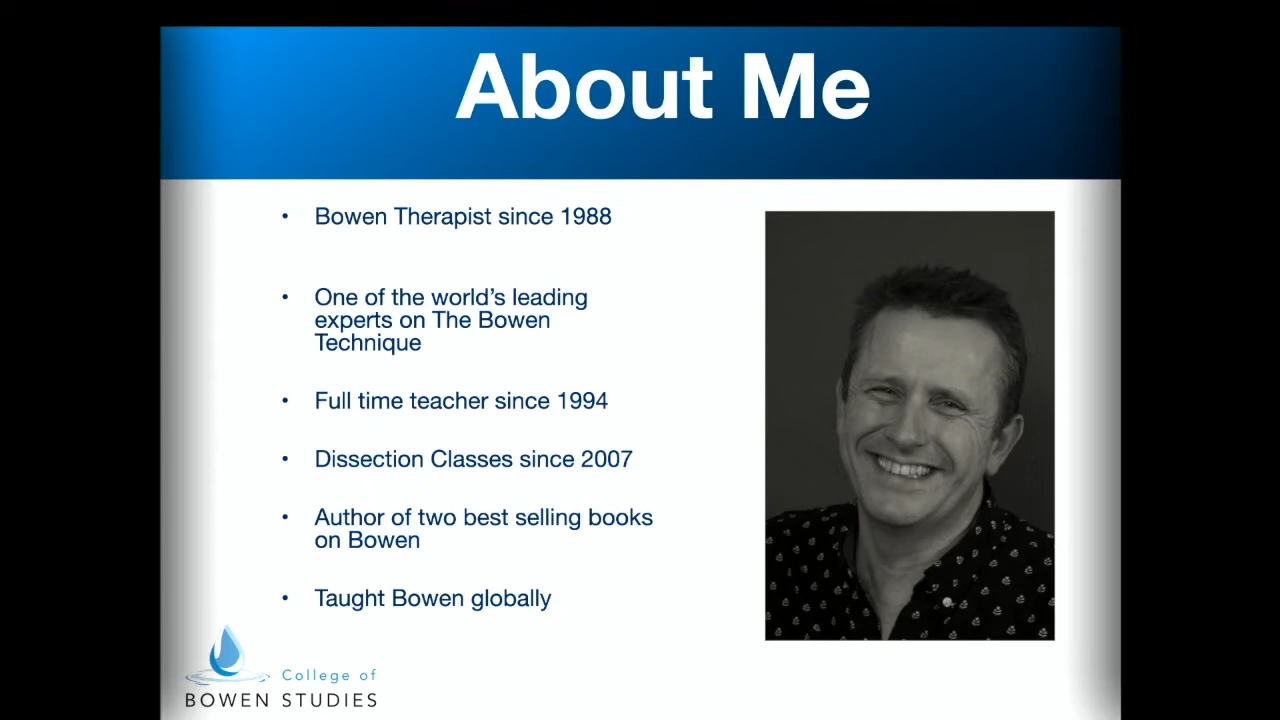 About Me
• Bowen Therapist since 1988
• One of the world's leading
experts on The Bowen
Technique
• Full time teacher since 1994
• Dissection Classes since 2007
• Author of two best selling books
on Bowen
• Taught Bowen globally
College of
BOWEN STUDIES